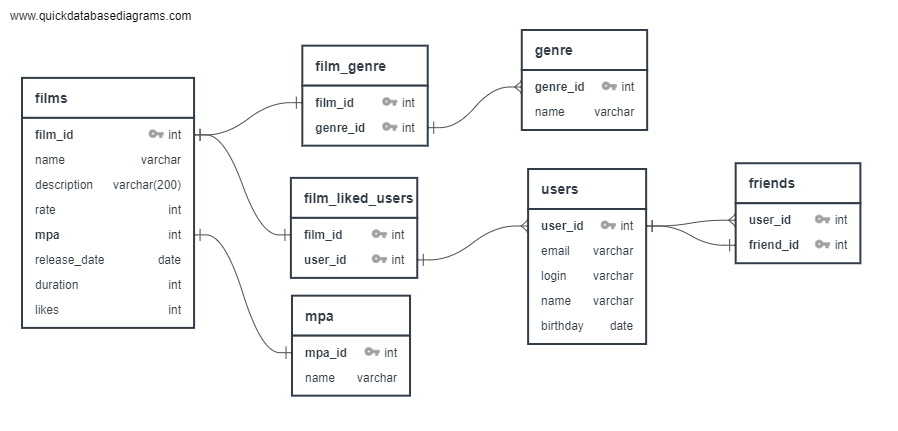 www.quickdatabasediagrams.com
films
film_id int
name varchar
description varchar(200)
rate int
mpa int
release_date date
duration int
likes int
film_genre
film_id int
genre_id int
film_liked_users
film_id int
user_id int
mpa
mpa_id int
name varchar
genre
genre_id int
name varchar
users
user_id int
email varchar
login varchar
name varchar
birthday date
friends
user_id int
friend_id int